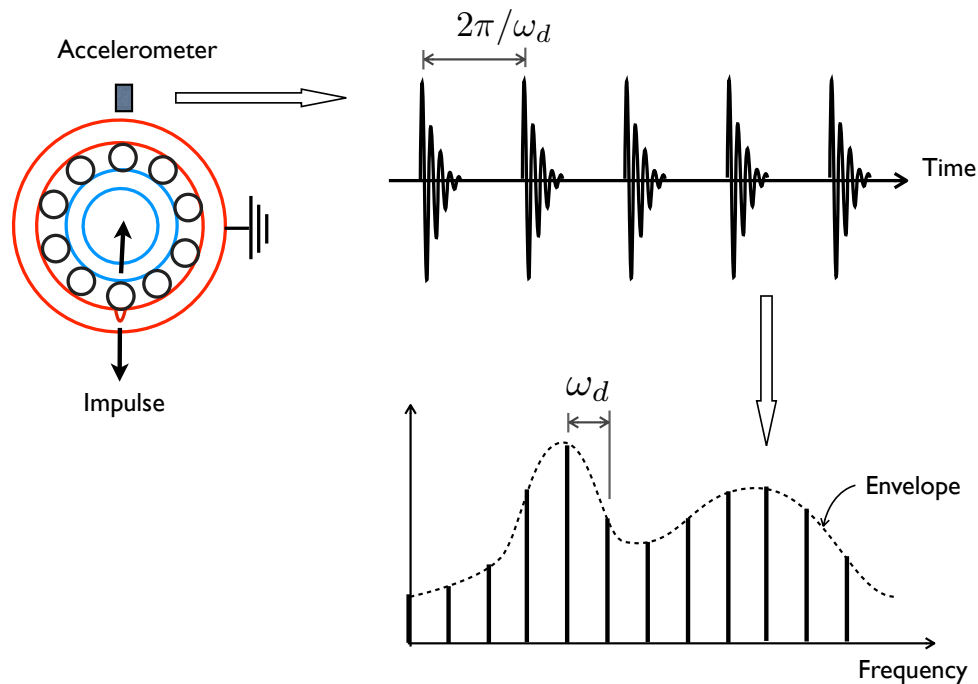 Accelerometer
2π/ω_d
Time
Impulse
ω_d
Envelope
Frequency